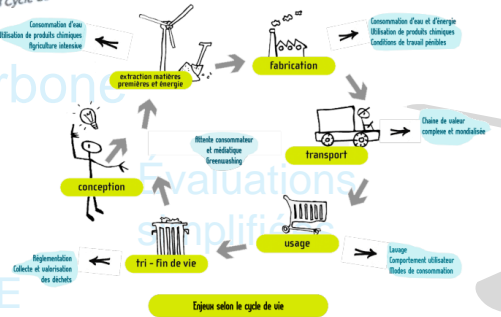 cycle
Consommation d'eau
Utilisation de produits chimiques
Agriculture intensive
extraction matières
premières et énergie
fabrication
Consommation d'eau et d'énergie
Utilisation de produits chimiques
Conditions de travail pénibles
Chaine de valeur
complexe et mondialisée
transport
Attente consommateur
et médiatique
Greenwashing
conception
Évaluations
simplifiées
usage
Lavage
Comportement utilisateur
Modes de consommation
tri - fin de vie
Réglementation
Collecte et valorisation
des déchets
Enjeux selon le cycle de vie